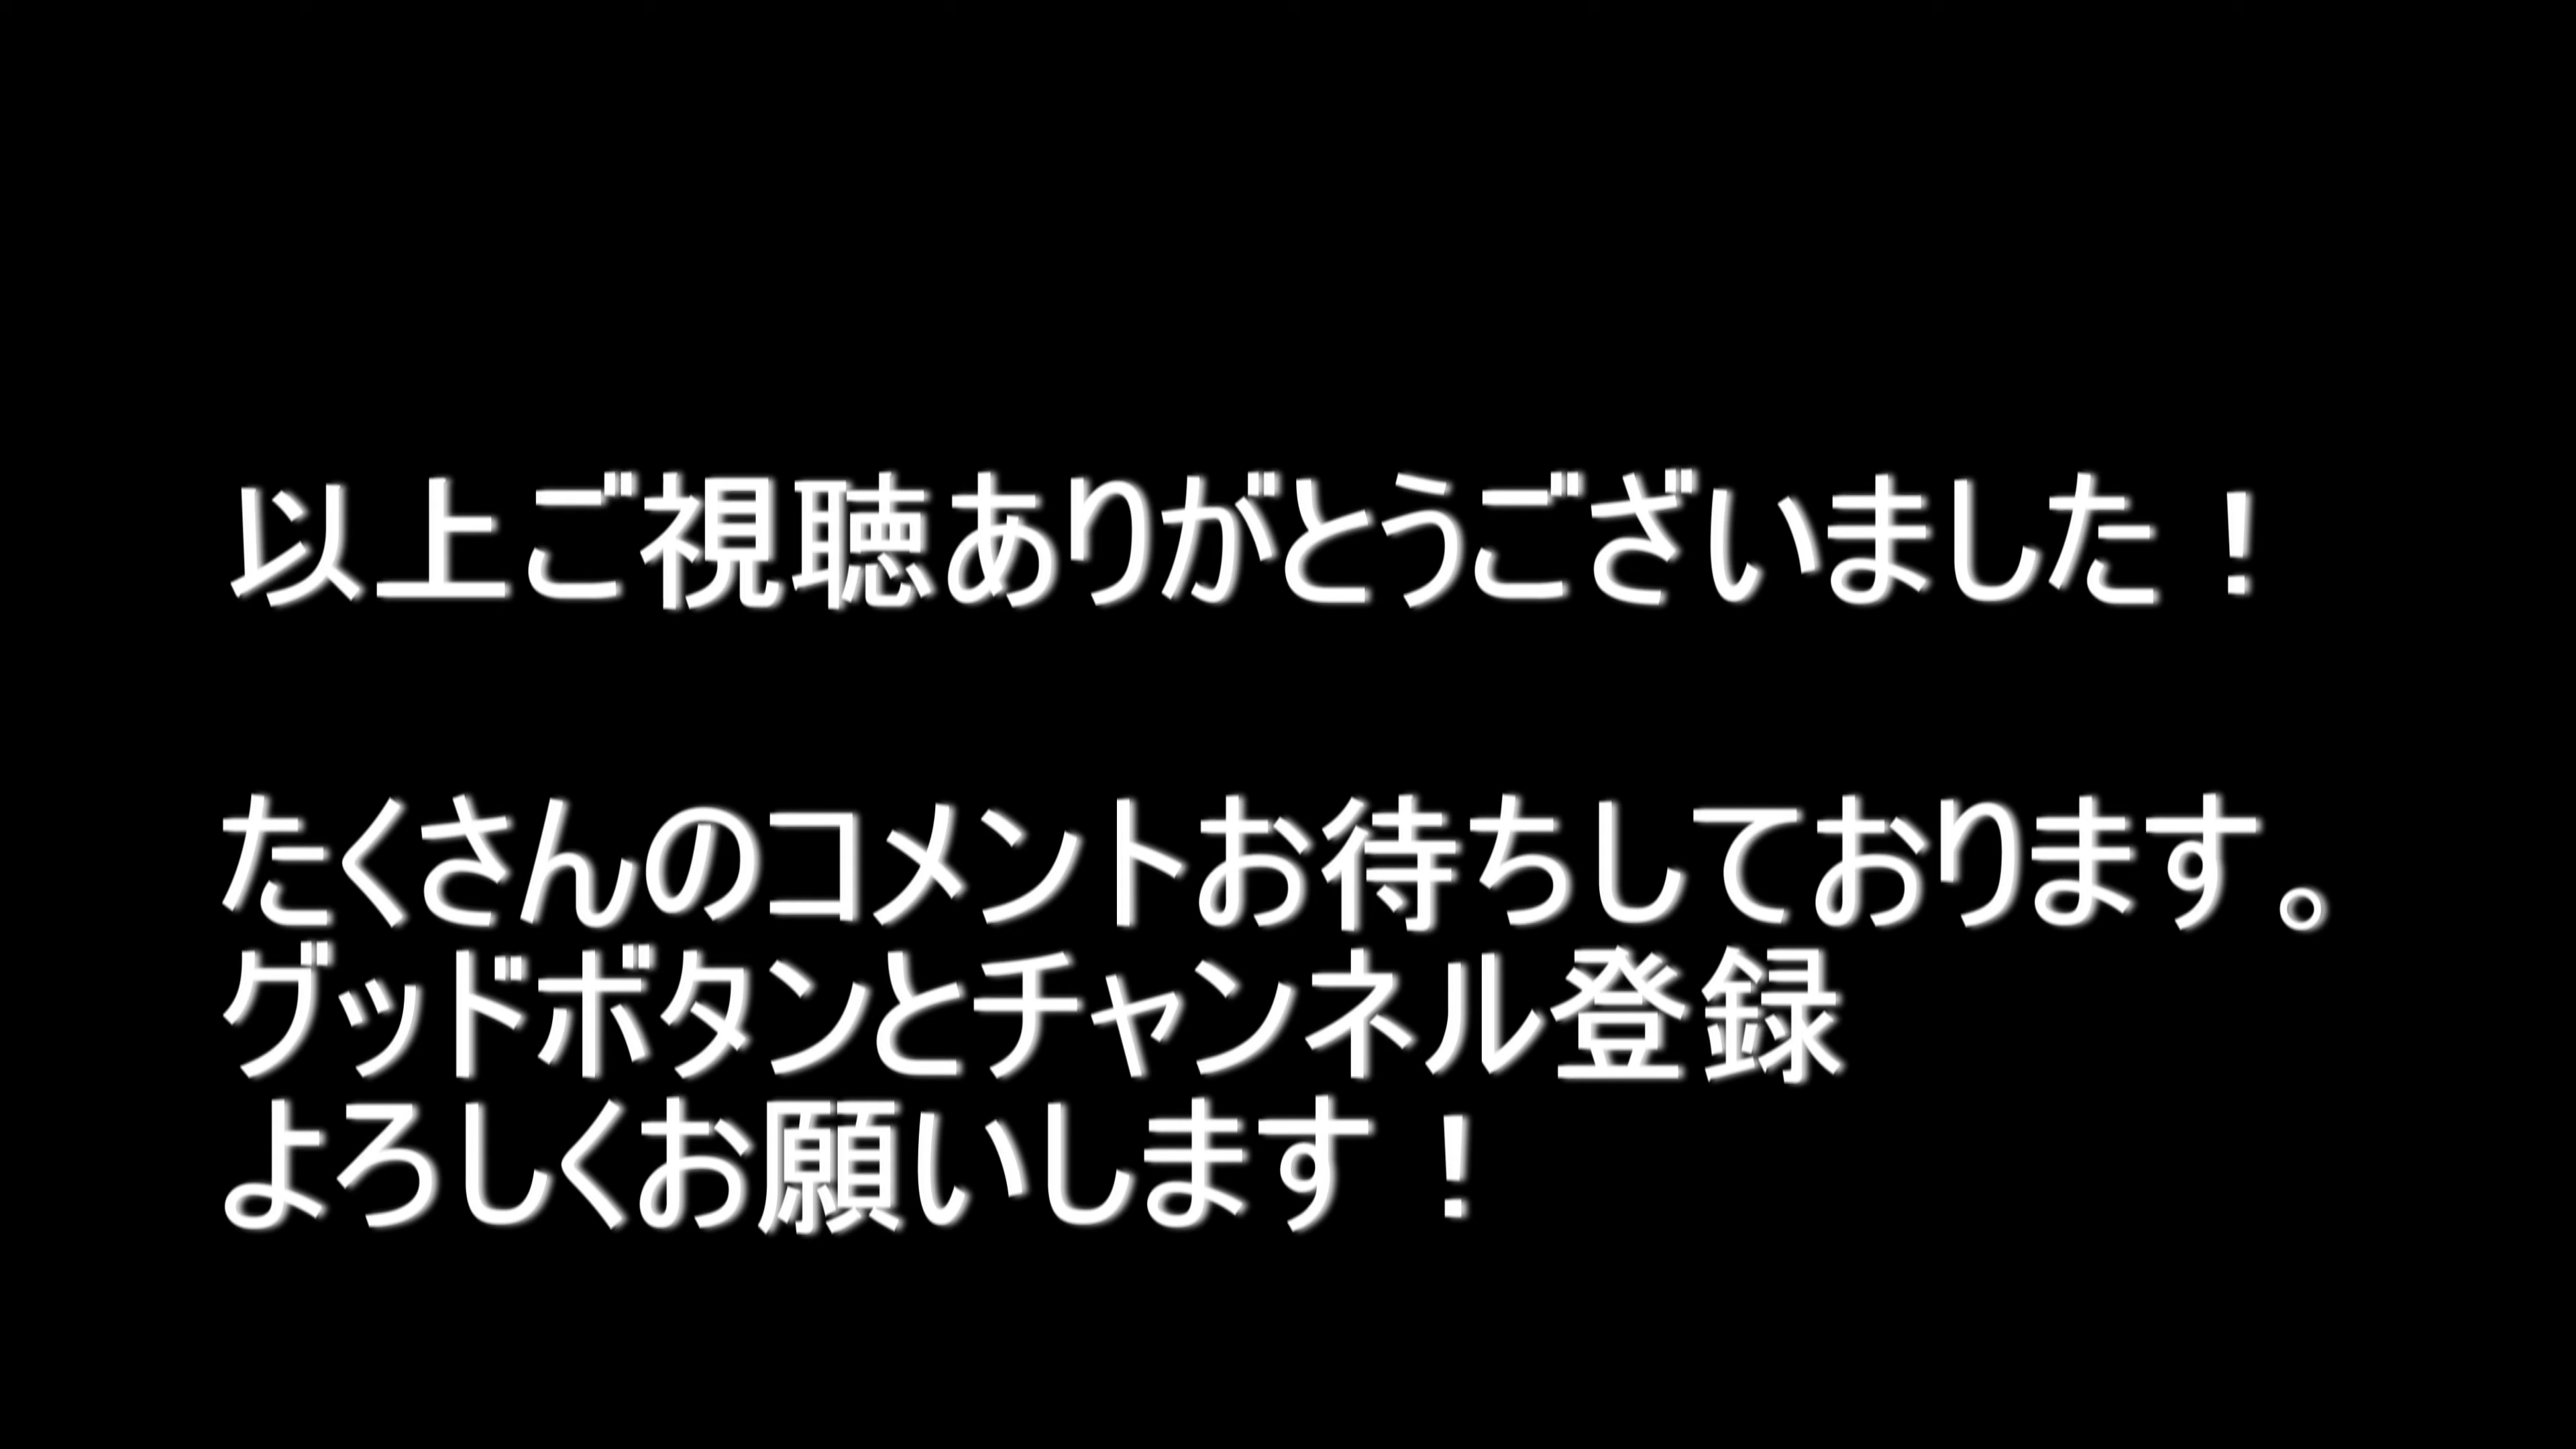 以上ご視聴ありがとうございました！
たくさんのコメントお待ちしております。
グッドボタンとチャンネル登録
よろしくお願いします！